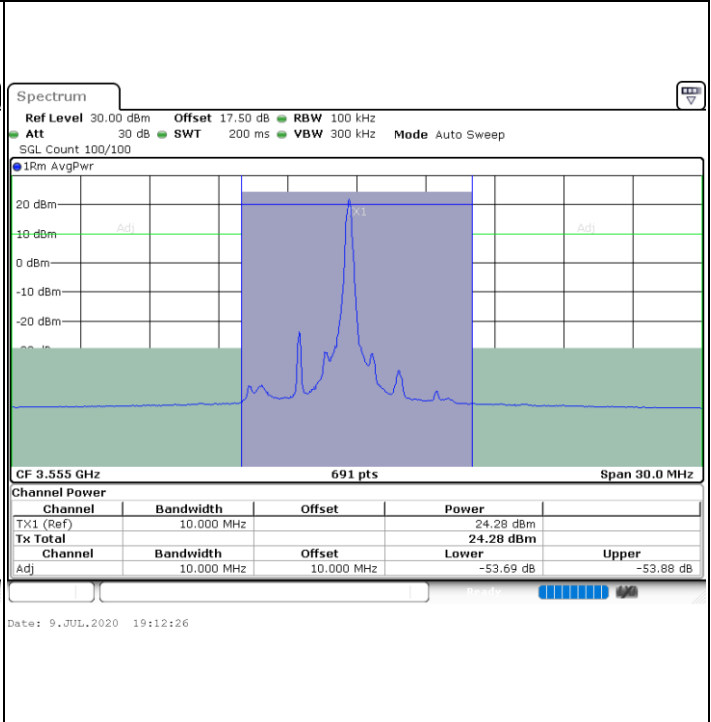 Spectrum
Ref Level 30.00 dBm Offset 17.50 dB RBW 100 kHz
Att 30 dB SWT 200 ms VBW 300 kHz Mode Auto Sweep
SGL Count 100/100
1Rm AvgPwr
20 dBm
TX1
Adj
Adj
10 dBm
0 dBm
-10 dBm
-20 dBm
CF 3.555 GHz 691 pts Span 30.0 MHz
Channel Power
Channel Bandwidth Offset Power
TX1 (Ref) 10.000 MHz 24.28 dBm
Tx Total 24.28 dBm
Channel Bandwidth Offset Lower Upper
Adj 10.000 MHz 10.000 MHz -53.69 dB -53.88 dB
Ready
Date: 9.JUL.2020 19:12:26